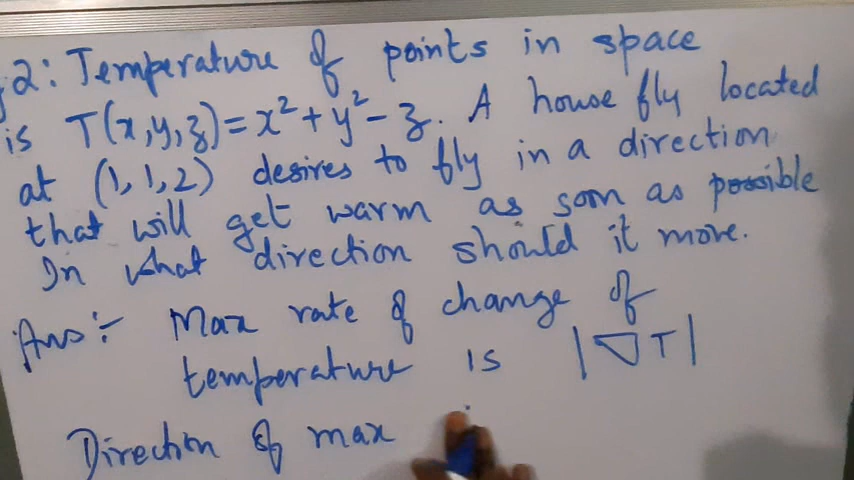 2: Temperature of points in space
is T(x,y,z)=x²+y²-z. A house fly located
at (1,1,2) desires to fly in a direction
that will get warm as soon as possible
In what direction should it move.
Ans:- Max rate of change of
temperature is |∇T|
Direction of max